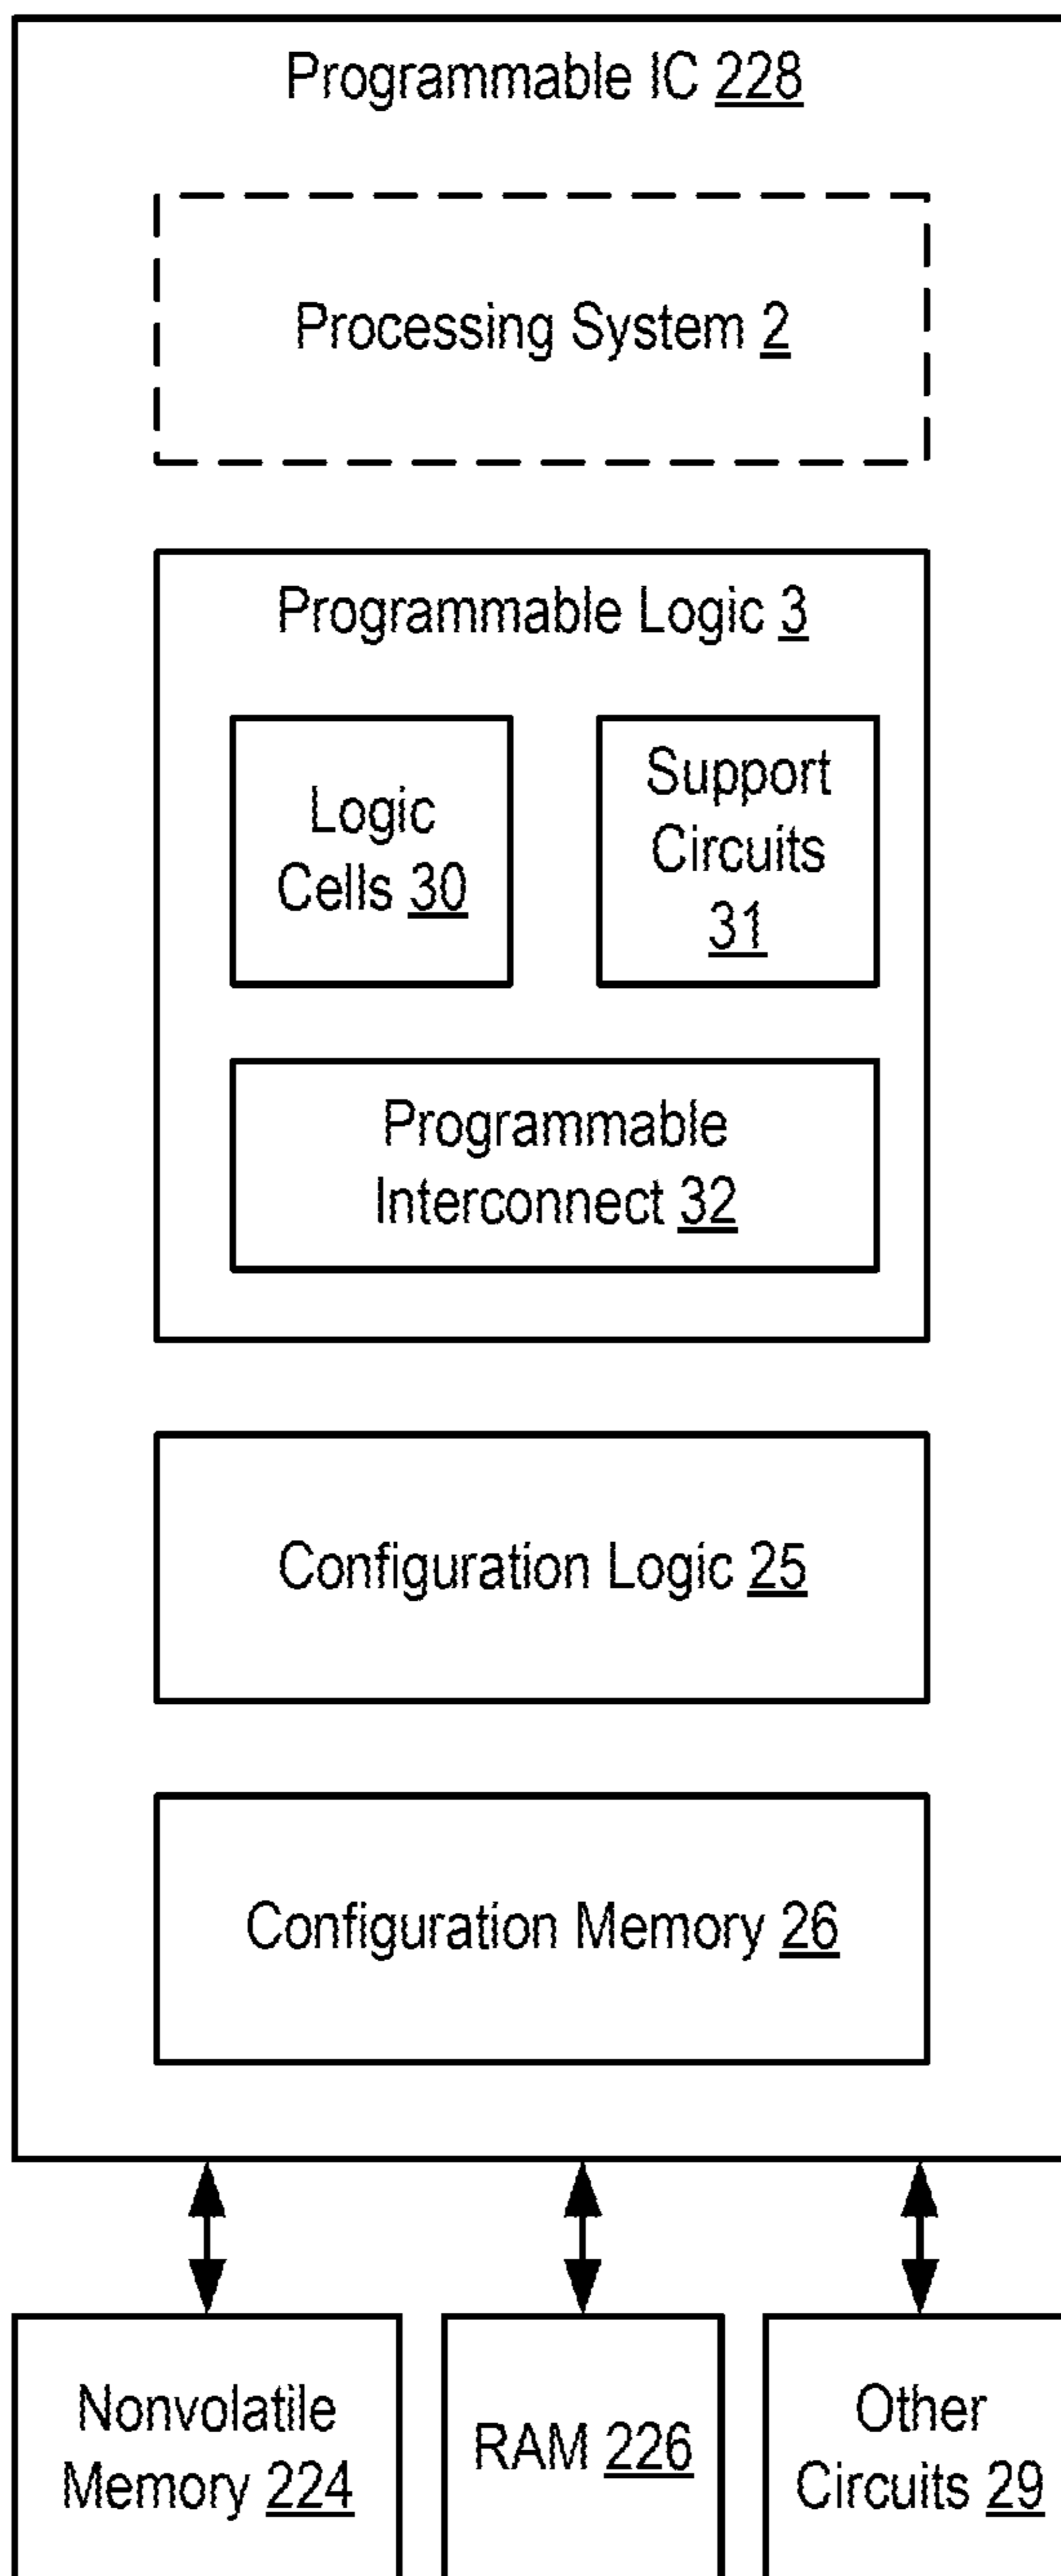 Programmable IC 228
Processing System 2
Programmable Logic 3
Logic
Cells 30
Support
Circuits
31
Programmable
Interconnect 32
Configuration Logic 25
Configuration Memory 26
Nonvolatile
Memory 224
RAM 226
Other
Circuits 29